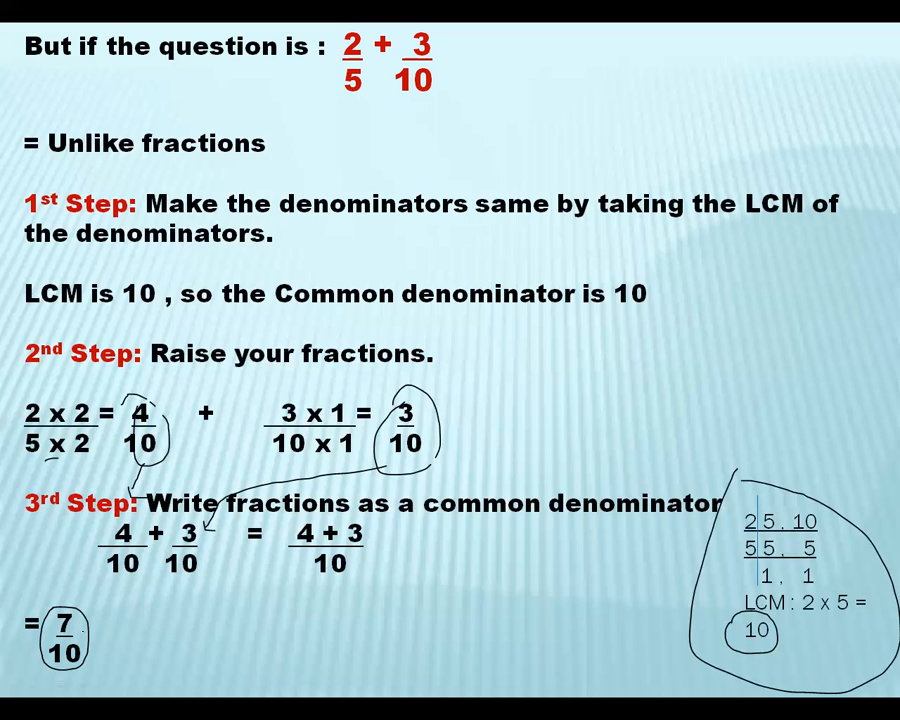 But if the question is : 2 + 3
5 10
= Unlike fractions
1st Step: Make the denominators same by taking the LCM of
the denominators.
LCM is 10 , so the Common denominator is 10
2nd Step: Raise your fractions.
2 x 2 = 4 + 3 x 1 = 3
5 x 2 10 10 x 1 10
3rd Step: Write fractions as a common denominator
4 + 3 = 4 + 3
10 10 10
= 7
10
2 5 , 10
5 5 , 5
1 , 1
LCM : 2 x 5 =
10